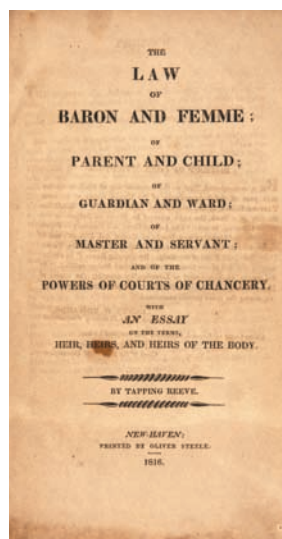 THE
LAW
OF
BARON AND FEMME;
OF
PARENT AND CHILD;
OF
GUARDIAN AND WARD;
OF
MASTER AND SERVANT;
AND OF THE
POWERS OF COURTS OF CHANCERY.
WITH
AN ESSAY
ON THE TERMS,
HEIR, HEIRS, AND HEIRS OF THE BODY.
BY TAPPING REEVE.
NEW-HAVEN:
PRINTED BY OLIVER STEELE.
1816.